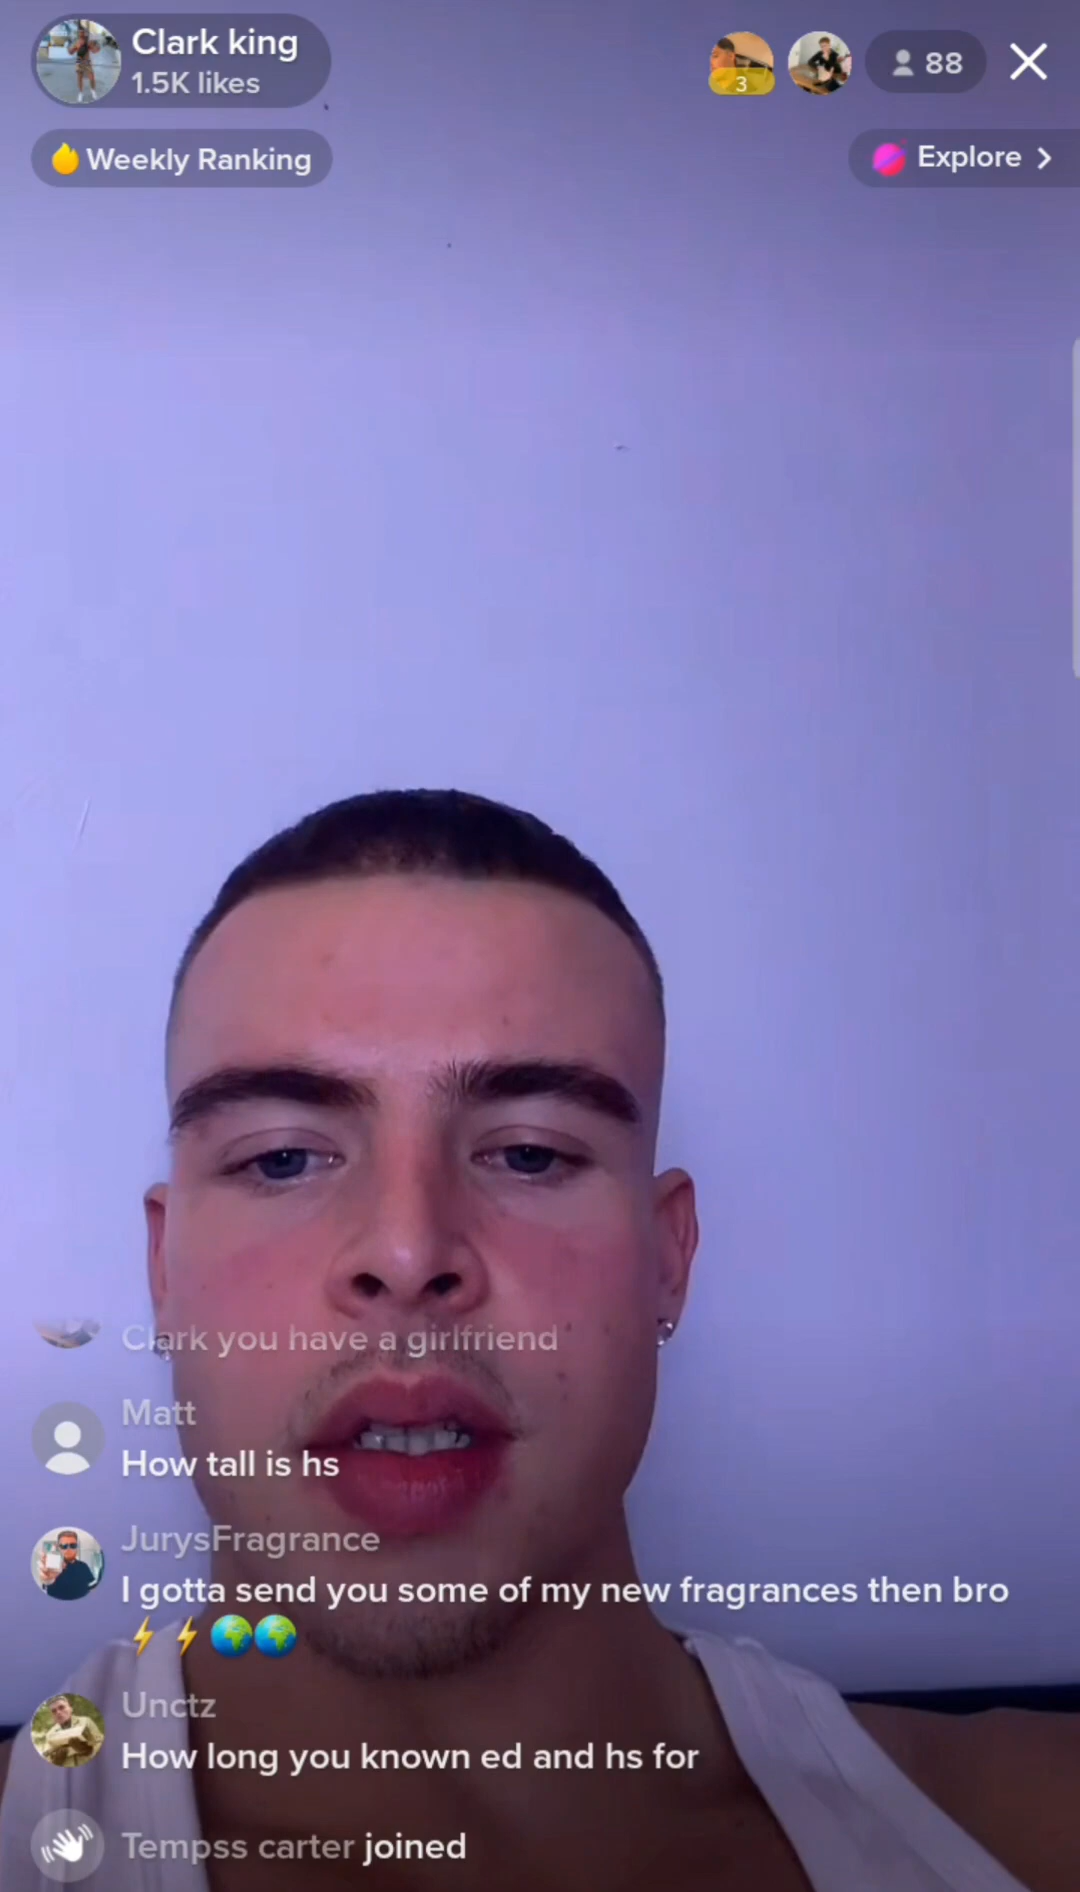 Clark king
1.5K likes
3
88
Weekly Ranking
Explore
Clark you have a girlfriend
Matt
How tall is hs
JurysFragrance
I gotta send you some of my new fragrances then bro
⚡⚡🌍🌍
Unctz
How long you known ed and hs for
Tempss carter joined